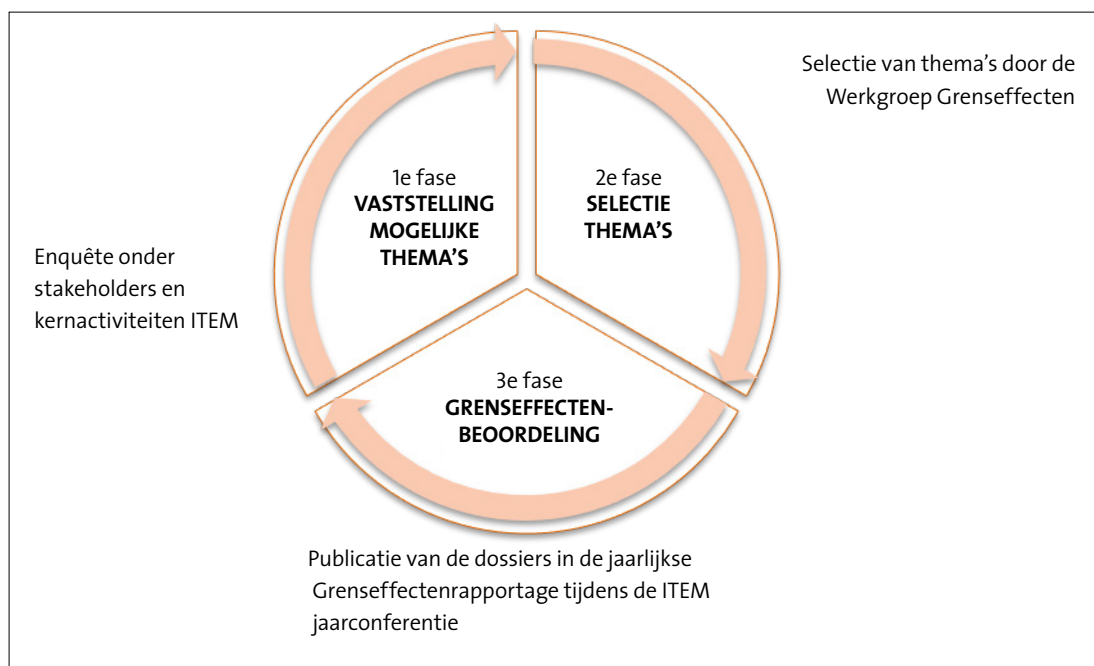 Selectie van thema's door de
Werkgroep Grenseffecten
1e fase
VASTSTELLING
MOGELIJKE
THEMA'S
2e fase
SELECTIE
THEMA'S
Enquête onder
stakeholders en
kernactiviteiten ITEM
3e fase
GRENSEFFECTEN-
BEOORDELING
Publicatie van de dossiers in de jaarlijkse
Grenseffectenrapportage tijdens de ITEM
jaarconferentie